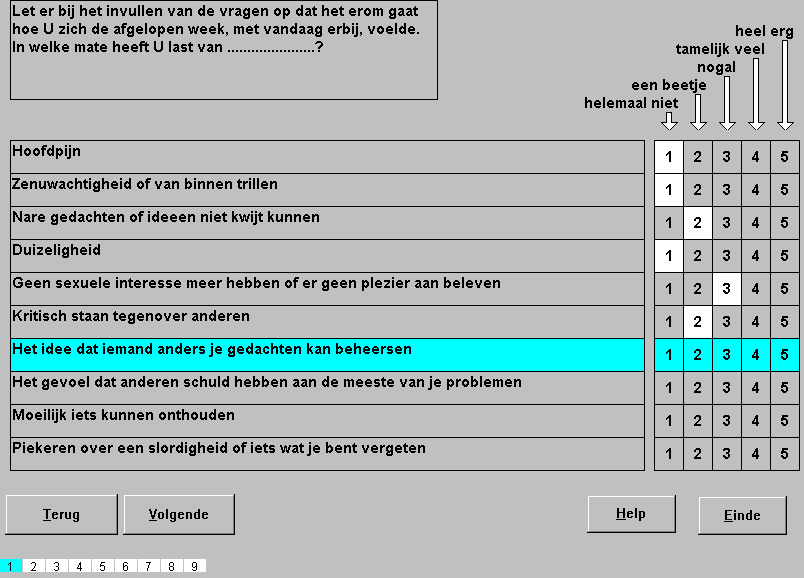 Let er bij het invullen van de vragen op dat het erom gaat
hoe U zich de afgelopen week, met vandaag erbij, voelde.
In welke mate heeft U last van ......................?
heel erg
tamelijk veel
nogal
een beetje
helemaal niet
Hoofdpijn 1 2 3 4 5
Zenuwachtigheid of van binnen trillen 1 2 3 4 5
Nare gedachten of ideeen niet kwijt kunnen 1 2 3 4 5
Duizeligheid 1 2 3 4 5
Geen sexuele interesse meer hebben of er geen plezier aan beleven 1 2 3 4 5
Kritisch staan tegenover anderen 1 2 3 4 5
Het idee dat iemand anders je gedachten kan beheersen 1 2 3 4 5
Het gevoel dat anderen schuld hebben aan de meeste van je problemen 1 2 3 4 5
Moeilijk iets kunnen onthouden 1 2 3 4 5
Piekeren over een slordigheid of iets wat je bent vergeten 1 2 3 4 5
Terug Volgende Help Einde
1 2 3 4 5 6 7 8 9